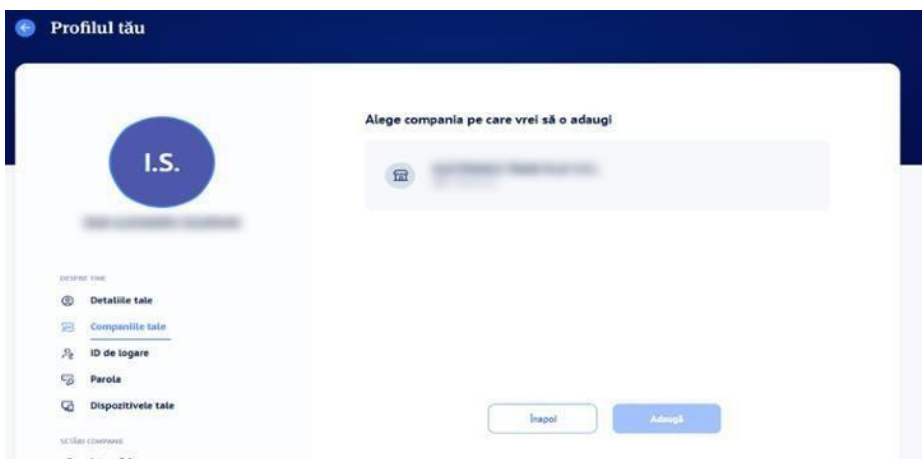 Profilul tău
Alege compania pe care vrei să o adaugi
I.S.
DESPRE TINE
Detaliile tale
Companiile tale
ID de logare
Parola
Dispozitivele tale
Înapoi
Adaugă
SETĂRI COMPANIE